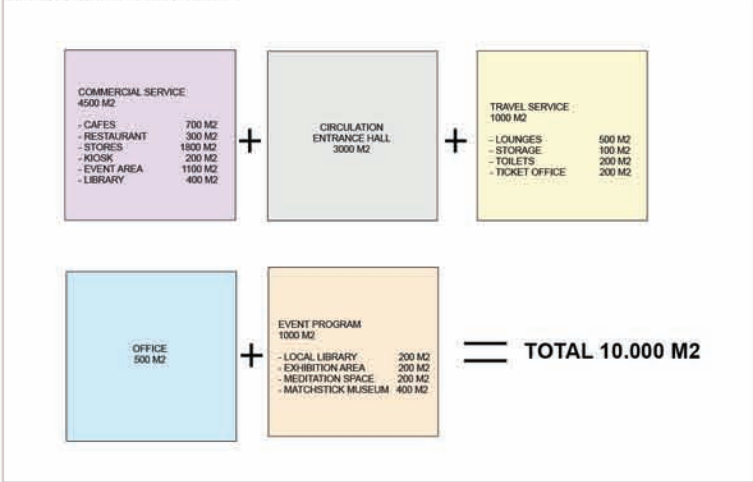 COMMERCIAL SERVICE
4500 M2
- CAFES 700 M2
- RESTAURANT 300 M2
- STORES 1800 M2
- KIOSK 200 M2
- EVENT AREA 1100 M2
- LIBRARY 400 M2
+
CIRCULATION
ENTRANCE HALL
3000 M2
+
TRAVEL SERVICE
1000 M2
- LOUNGES 500 M2
- STORAGE 100 M2
- TOILETS 200 M2
- TICKET OFFICE 200 M2
OFFICE
500 M2
+
EVENT PROGRAM
1000 M2
- LOCAL LIBRARY 200 M2
- EXHIBITION AREA 200 M2
- MEDITATION SPACE 200 M2
- MATCHSTICK MUSEUM 400 M2
= TOTAL 10.000 M2